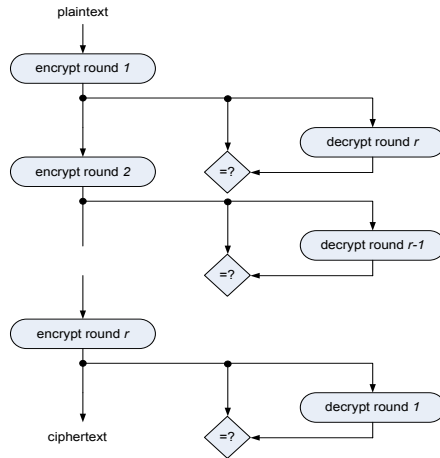 plaintext
encrypt round 1
decrypt round r
=?
encrypt round 2
decrypt round r-1
=?
encrypt round r
decrypt round 1
=?
ciphertext